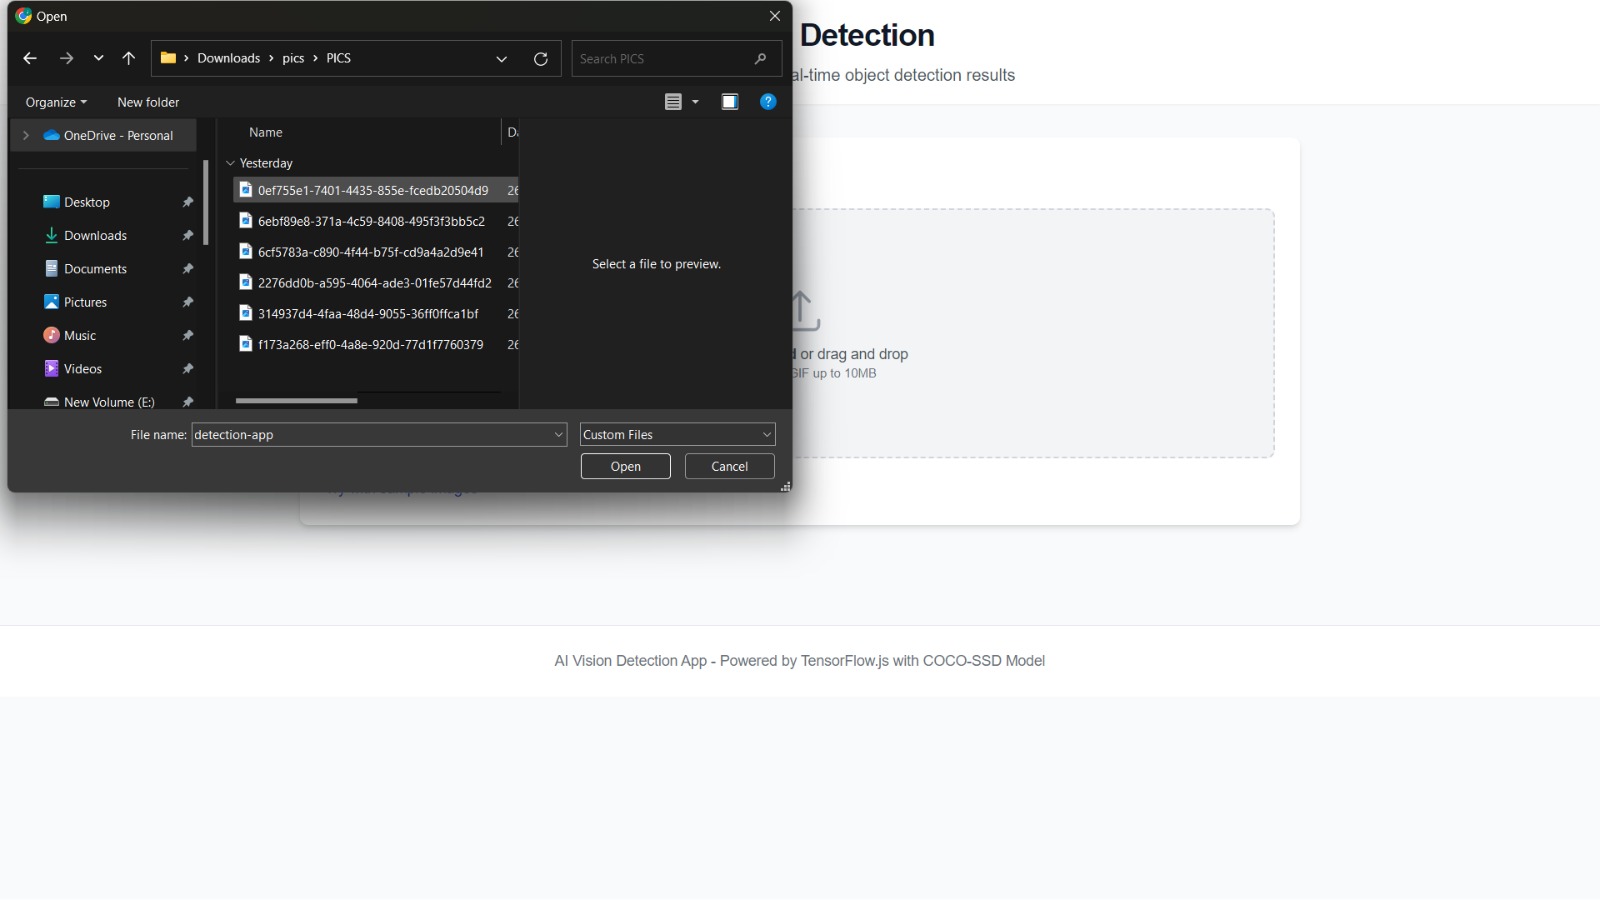 Open
Downloads > pics > PICS
Search PICS
Organize
New folder
?
OneDrive - Personal
Desktop
Downloads
Documents
Pictures
Music
Videos
New Volume (E:)
Name
Yesterday
0ef755e1-7401-4435-855e-fcedb20504d9 26
6ebf89e8-371a-4c59-8408-495f3f3bb5c2 26
6cf5783a-c890-4f44-b75f-cd9a4a2d9e41 26
2276dd0b-a595-4064-ade3-01fe57d44fd2 26
314937d4-4faa-48d4-9055-36ff0ffca1bf 26
f173a268-eff0-4a8e-920d-77d1f7760379 26
Select a file to preview.
File name: detection-app
Custom Files
Open
Cancel
Detection
al-time object detection results
or drag and drop
GIF up to 10MB
AI Vision Detection App - Powered by TensorFlow.js with COCO-SSD Model